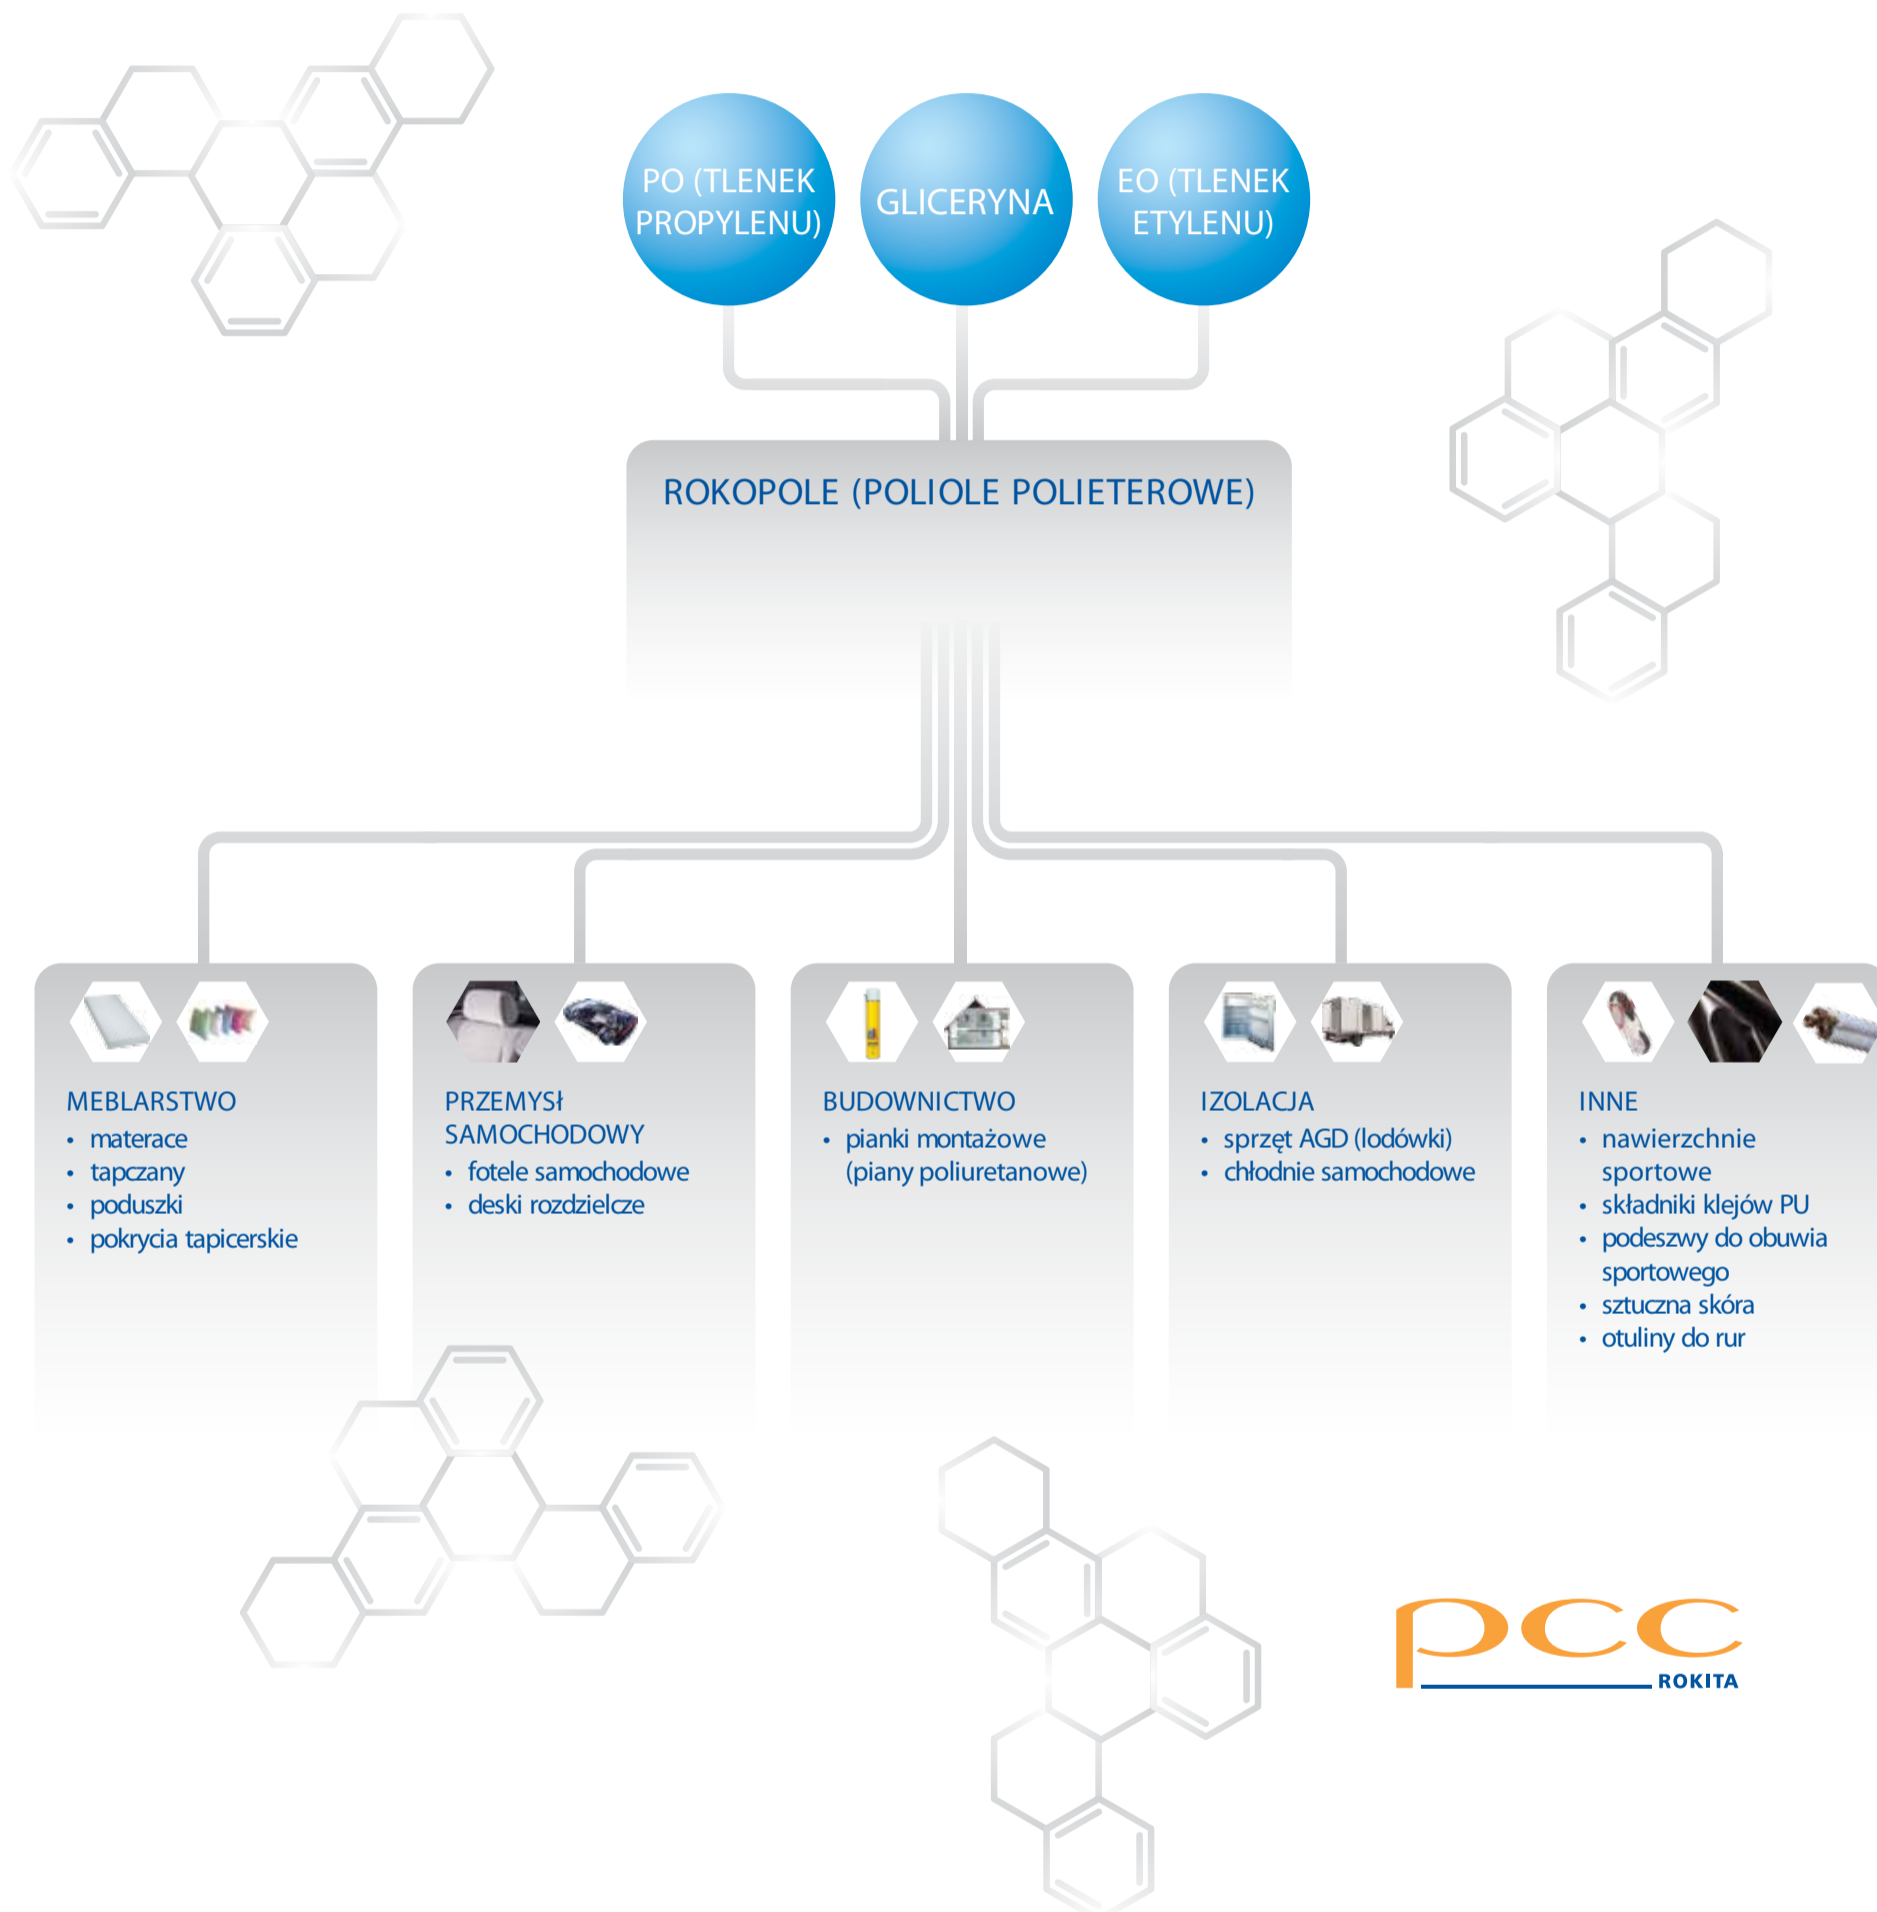 PO (TLENEK
PROPYLENU)
GLICERYNA
EO (TLENEK
ETYLENU)
ROKOPOLE (POLIOLE POLIETEROWE)
MEBLARSTWO
• materace
• tapczany
• poduszki
• pokrycia tapicerskie
PRZEMYSł
SAMOCHODOWY
• fotele samochodowe
• deski rozdzielcze
BUDOWNICTWO
• pianki montażowe
(piany poliuretanowe)
IZOLACJA
• sprzęt AGD (lodówki)
• chłodnie samochodowe
INNE
• nawierzchnie
sportowe
• składniki klejów PU
• podeszwy do obuwia
sportowego
• sztuczna skóra
• otuliny do rur
pcc
ROKITA